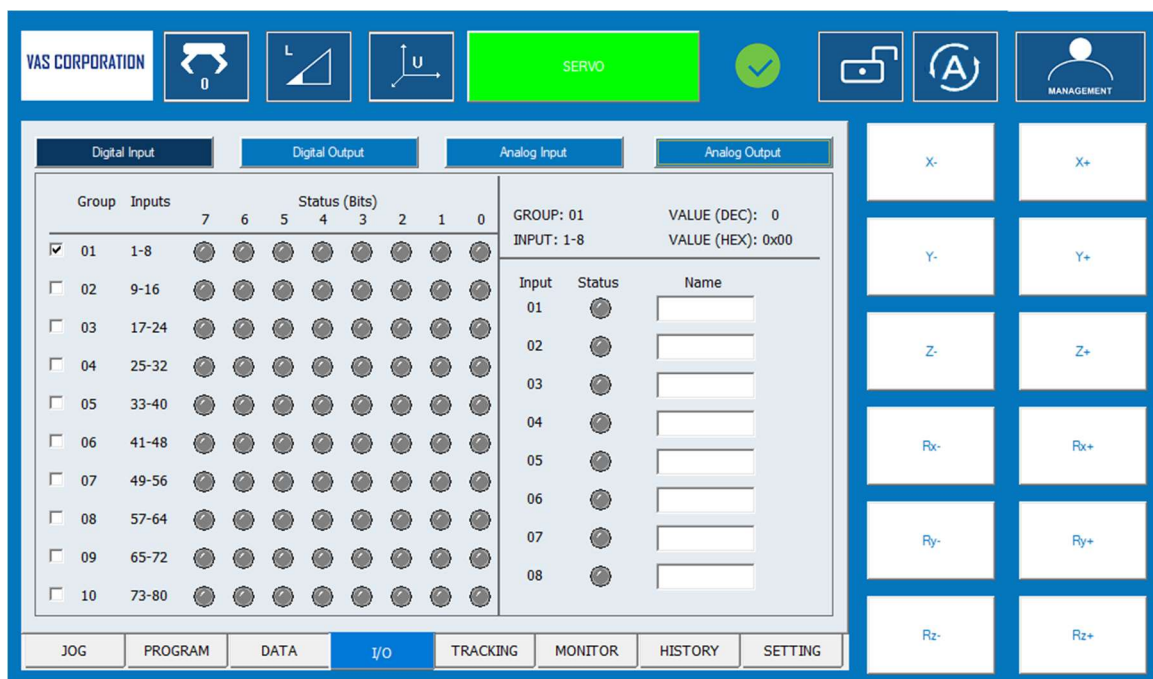 VAS CORPORATION
0
L
U
SERVO
A
MANAGEMENT
Digital Input Digital Output Analog Input Analog Output
Group Inputs Status (Bits)
7 6 5 4 3 2 1 0
01 1-8
02 9-16
03 17-24
04 25-32
05 33-40
06 41-48
07 49-56
08 57-64
09 65-72
10 73-80
GROUP: 01 VALUE (DEC): 0
INPUT: 1-8 VALUE (HEX): 0x00
Input Status Name
01
02
03
04
05
06
07
08
X- X+
Y- Y+
Z- Z+
Rx- Rx+
Ry- Ry+
Rz- Rz+
JOG PROGRAM DATA I/O TRACKING MONITOR HISTORY SETTING